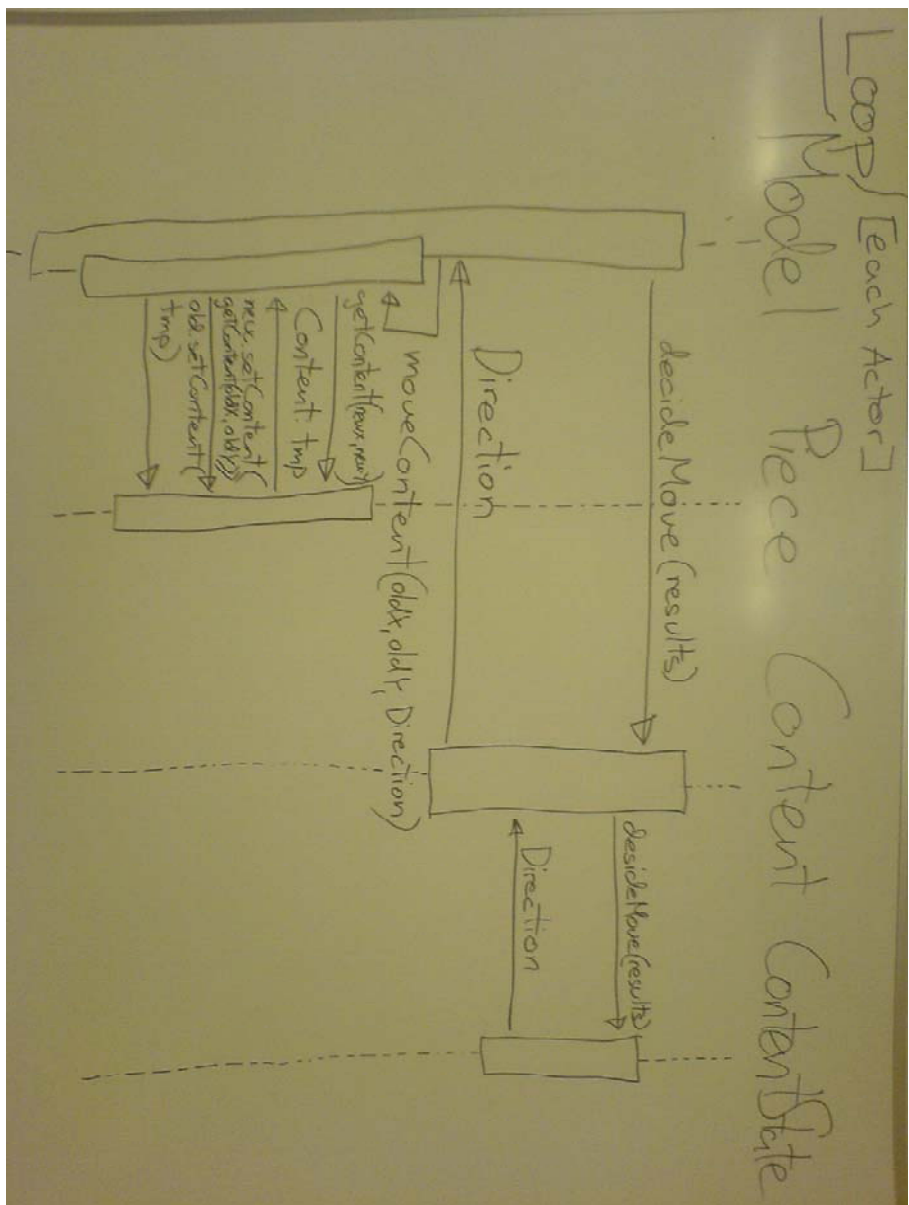 Loop [each Actor]
Model Piece Content ContentState
decideMove(results)
desideMove(results)
Direction
Direction
moveContent(oldx,oldy,Direction)
getContent(newx,newy)
Content: tmp
new.setContent(
getContent(oldx,oldy))
old.setContent(
tmp)